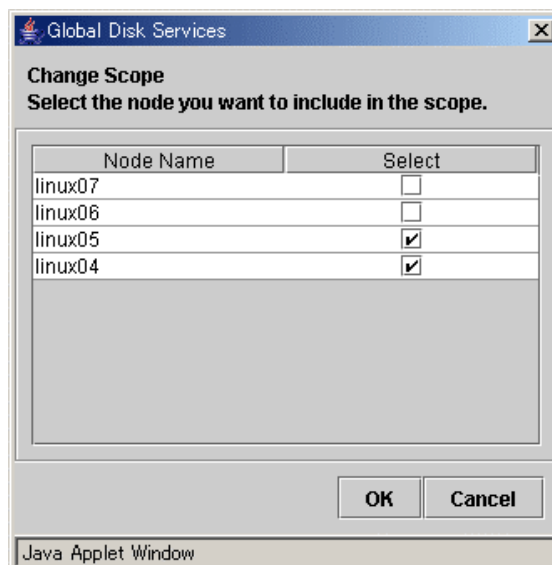 Global Disk Services
Change Scope
Select the node you want to include in the scope.
Node Name Select
linux07
linux06
linux05
linux04
OK Cancel
Java Applet Window